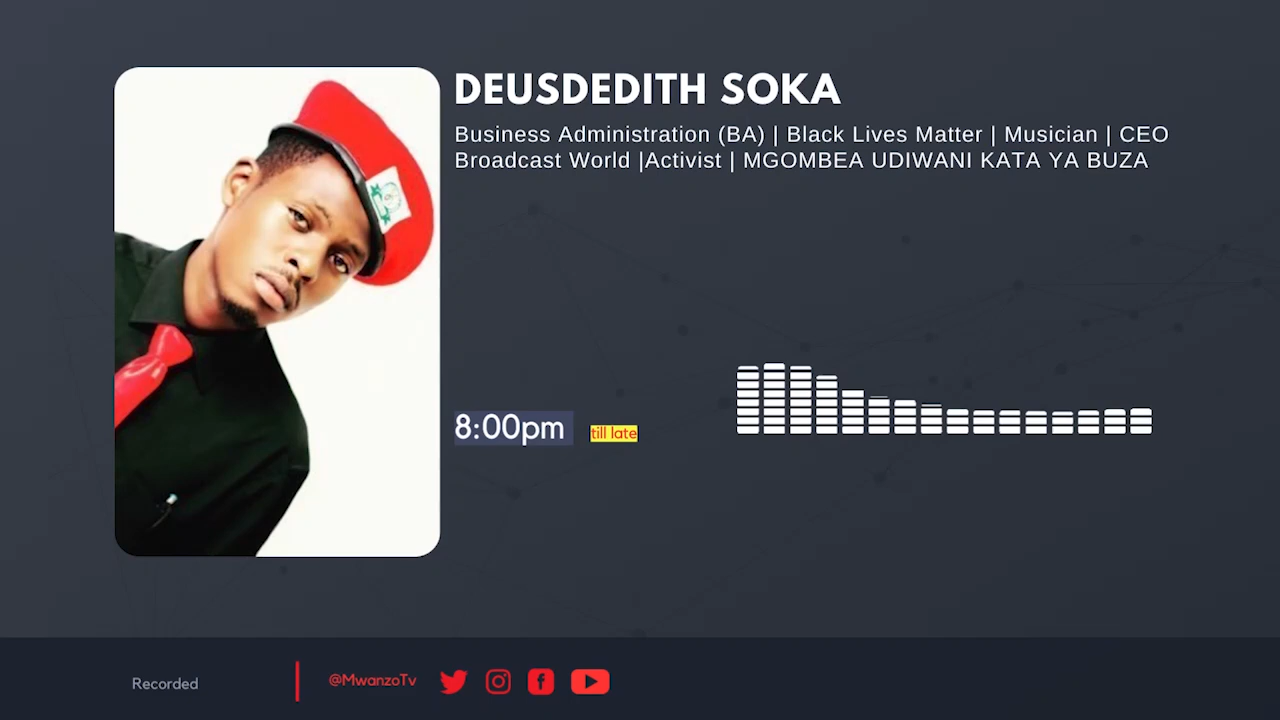 DEUSDEDITH SOKA
Business Administration (BA) | Black Lives Matter | Musician | CEO
Broadcast World |Activist | MGOMBEA UDIWANI KATA YA BUZA
8:00pm till late
Recorded
@MwanzoTv